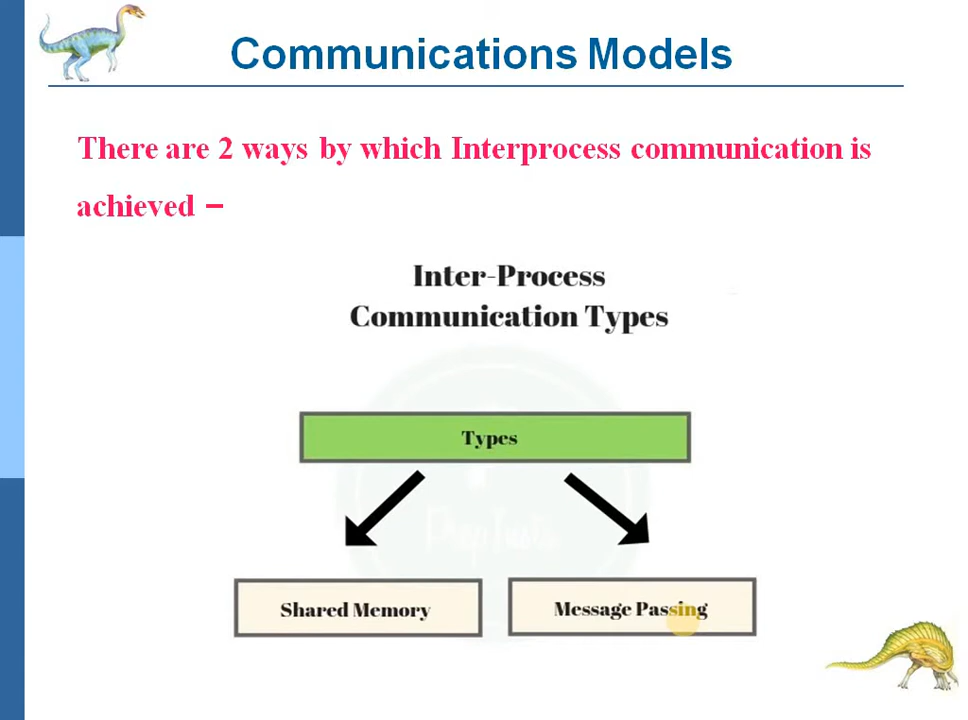 Communications Models
There are 2 ways by which Interprocess communication is
achieved –
Inter-Process
Communication Types
Types
PrepInsta
Shared Memory
Message Passing